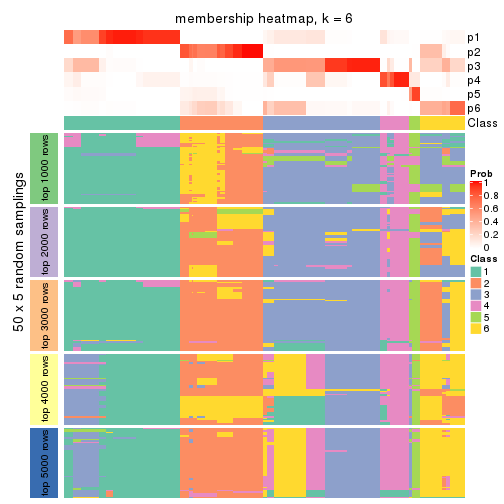 membership heatmap, k = 6
p1
p2
p3
p4
p5
p6
Class
50 x 5 random samplings
top 1000 rows
top 2000 rows
top 3000 rows
top 4000 rows
top 5000 rows
Prob
1
0.8
0.6
0.4
0.2
0
Class
1
2
3
4
5
6